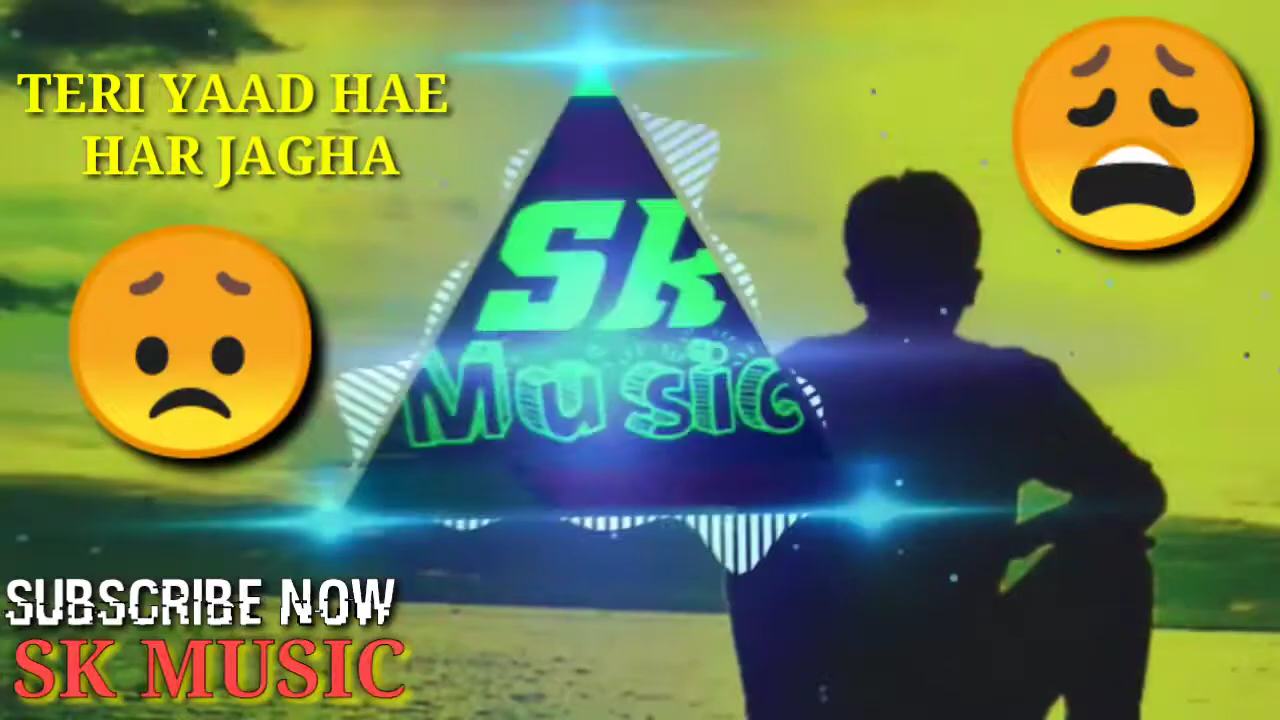 TERI YAAD HAE
HAR JAGHA
Sk
Music
SUBSCRIBE NOW
SK MUSIC